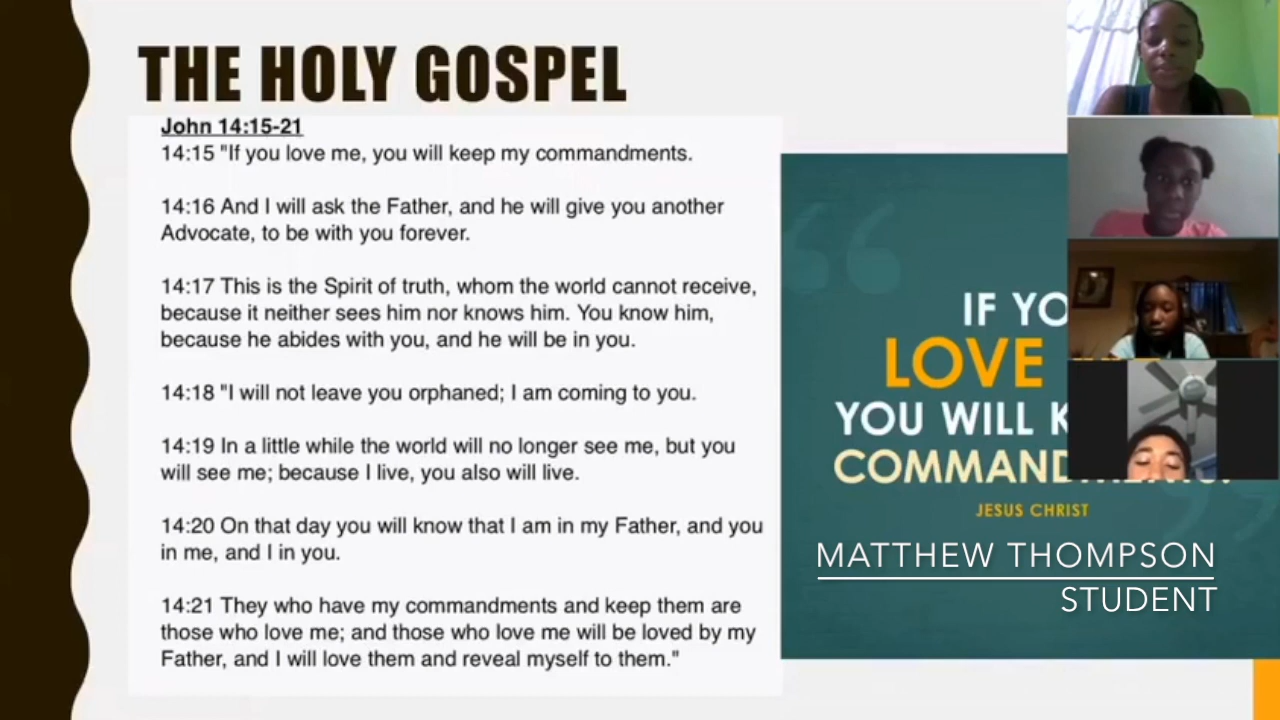 THE HOLY GOSPEL
John 14:15-21
14:15 "If you love me, you will keep my commandments.
14:16 And I will ask the Father, and he will give you another
Advocate, to be with you forever.
14:17 This is the Spirit of truth, whom the world cannot receive,
because it neither sees him nor knows him. You know him,
because he abides with you, and he will be in you.
14:18 "I will not leave you orphaned; I am coming to you.
14:19 In a little while the world will no longer see me, but you
will see me; because I live, you also will live.
14:20 On that day you will know that I am in my Father, and you
in me, and I in you.
14:21 They who have my commandments and keep them are
those who love me; and those who love me will be loved by my
Father, and I will love them and reveal myself to them."
IF
LOVE
YOU WILL
JESUS CHRIST
MATTHEW THOMPSON
STUDENT